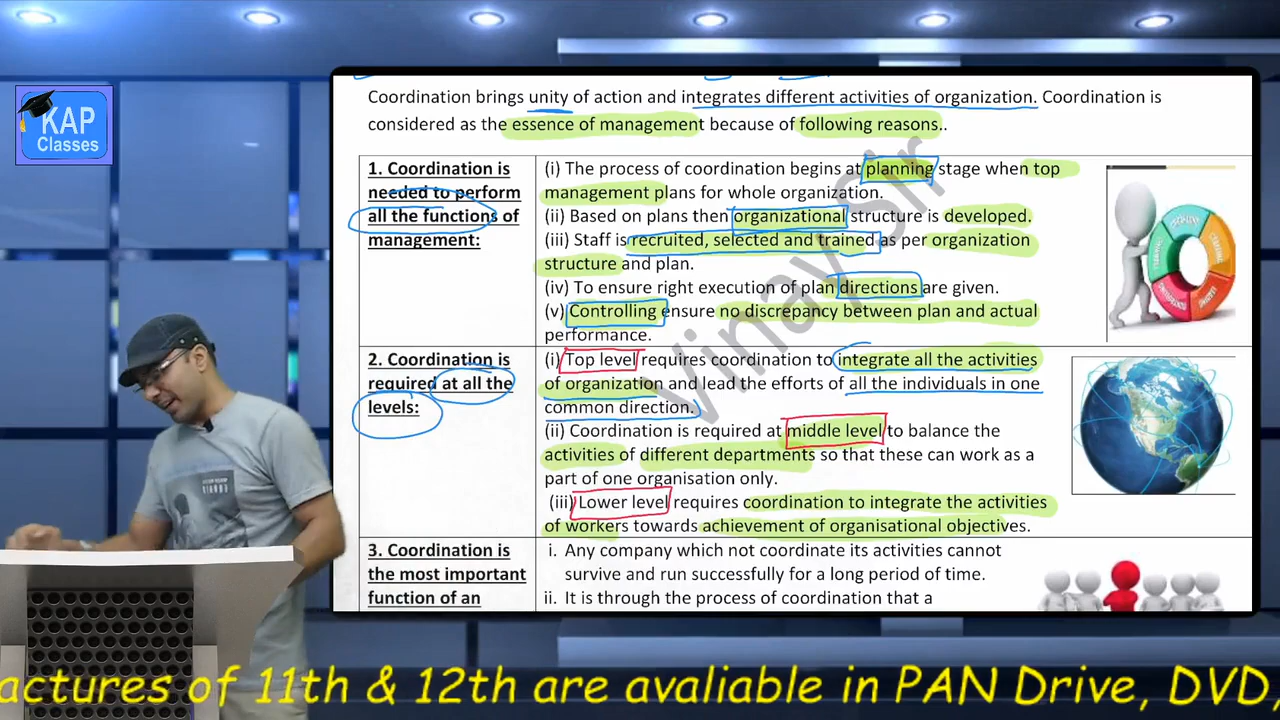 KAP
Classes
Coordination brings unity of action and integrates different activities of organization. Coordination is
considered as the essence of management because of following reasons..
1. Coordination is
needed to perform
all the functions of
management:
(i) The process of coordination begins at planning stage when top
management plans for whole organization.
(ii) Based on plans then organizational structure is developed.
(iii) Staff is recruited, selected and trained as per organization
structure and plan.
(iv) To ensure right execution of plan directions are given.
(v) Controlling ensure no discrepancy between plan and actual
performance.
2. Coordination is
required at all the
levels:
(i) Top level requires coordination to integrate all the activities
of organization and lead the efforts of all the individuals in one
common direction.
(ii) Coordination is required at middle level to balance the
activities of different departments so that these can work as a
part of one organisation only.
(iii) Lower level requires coordination to integrate the activities
of workers towards achievement of organisational objectives.
3. Coordination is
the most important
function of an
i. Any company which not coordinate its activities cannot
survive and run successfully for a long period of time.
ii. It is through the process of coordination that a
Vinay Sir
actures of 11th & 12th are avaliable in PAN Drive, DVD,